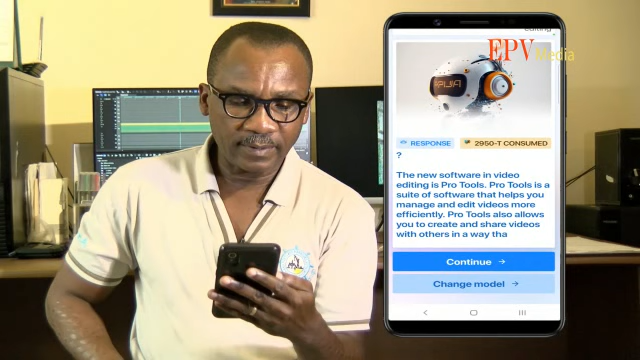 editing
EPV Media
RESPONSE
2950-T CONSUMED
?
The new software in video
editing is Pro Tools. Pro Tools is a
suite of software that helps you
manage and edit videos more
efficiently. Pro Tools also allows
you to create and share videos
with others in a way tha
Continue →
Change model →